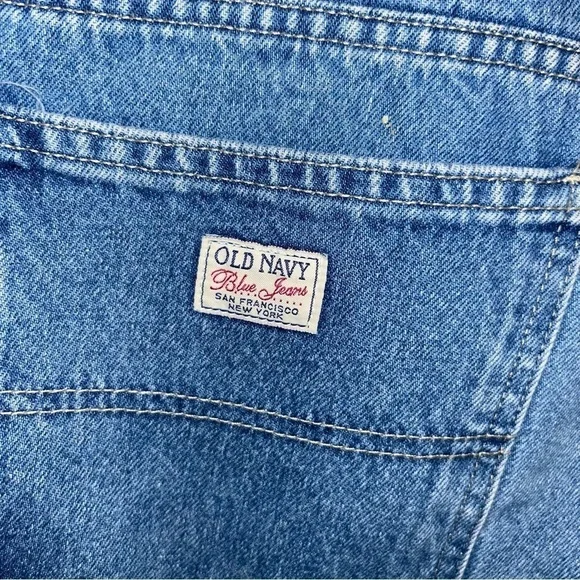 OLD NAVY
Blue Jeans
SAN FRANCISCO
NEW YORK